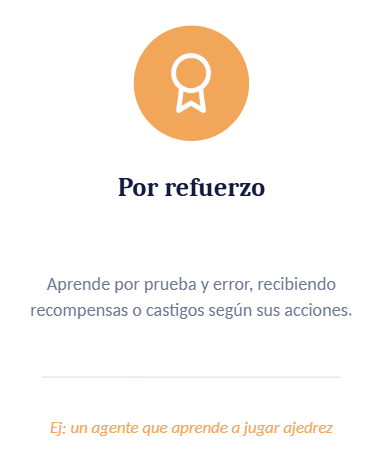 Por refuerzo
Aprende por prueba y error, recibiendo
recompensas o castigos según sus acciones.
Ej: un agente que aprende a jugar ajedrez